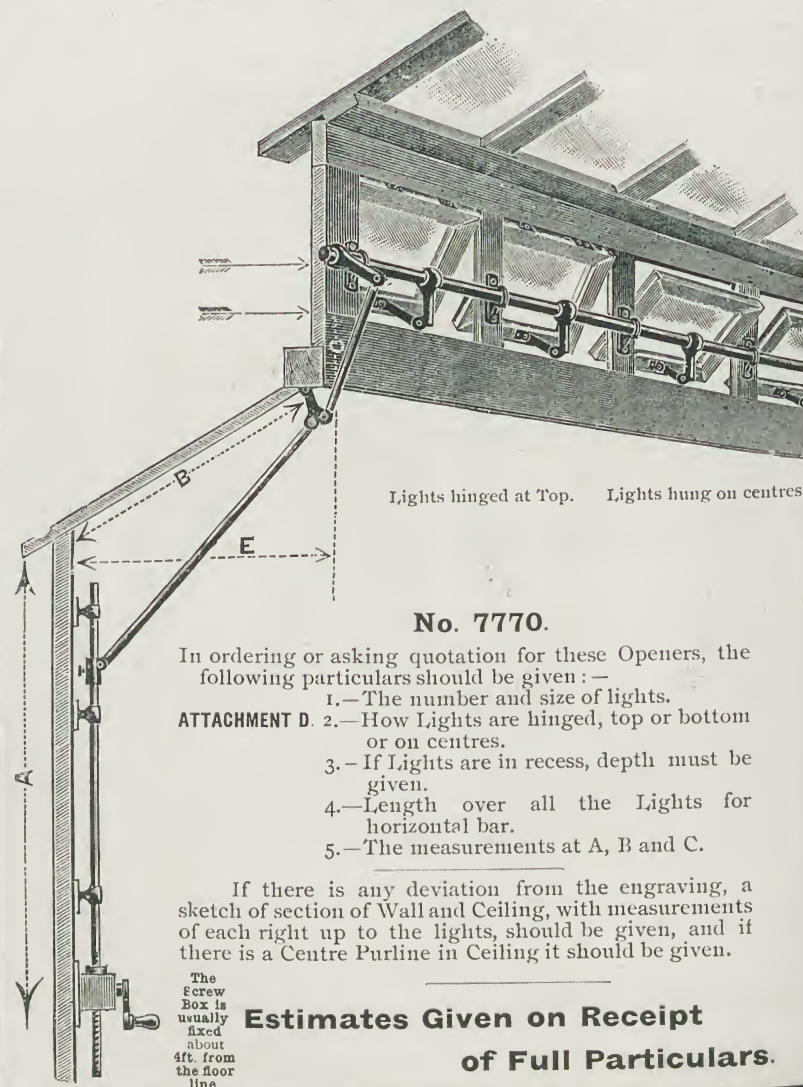 B
E
A
C
Lights hinged at Top. Lights hung on centres
No. 7770.
In ordering or asking quotation for these Openers, the
following particulars should be given : —
1.—The number and size of lights.
ATTACHMENT D. 2.—How Lights are hinged, top or bottom
or on centres.
3.–If Lights are in recess, depth must be
given.
4.—Length over all the Lights for
horizontal bar.
5.—The measurements at A, B and C.
If there is any deviation from the engraving, a
sketch of section of Wall and Ceiling, with measurements
of each right up to the lights, should be given, and if
there is a Centre Purline in Ceiling it should be given.
The
Screw
Box is
usually
fixed
about
4ft. from
the floor
line
Estimates Given on Receipt
of Full Particulars.